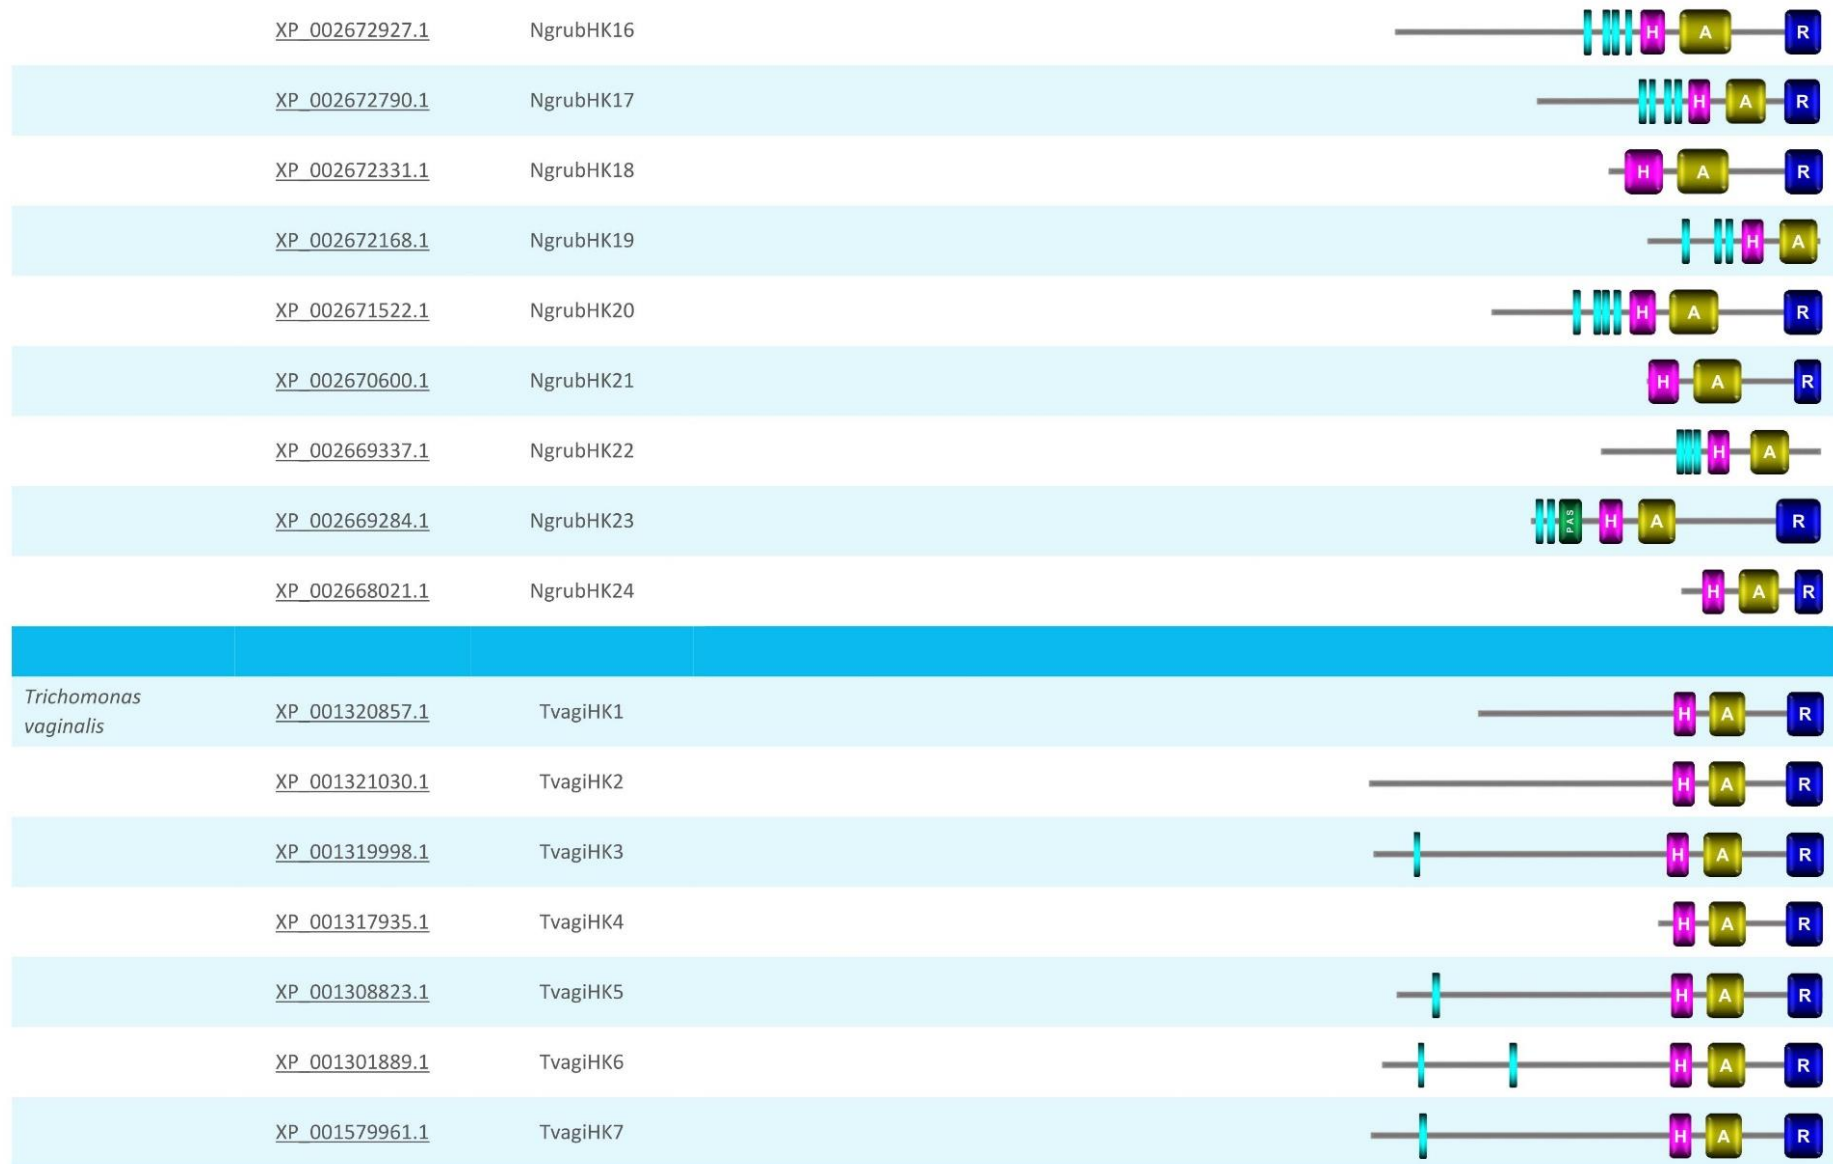 XP_002672927.1 NgrubHK16 H A R
XP_002672790.1 NgrubHK17 H A R
XP_002672331.1 NgrubHK18 H A R
XP_002672168.1 NgrubHK19 H A
XP_002671522.1 NgrubHK20 H A R
XP_002670600.1 NgrubHK21 H A R
XP_002669337.1 NgrubHK22 H A
XP_002669284.1 NgrubHK23 PAS H A R
XP_002668021.1 NgrubHK24 H A R
Trichomonas
vaginalis XP_001320857.1 TvagiHK1 H A R
XP_001321030.1 TvagiHK2 H A R
XP_001319998.1 TvagiHK3 H A R
XP_001317935.1 TvagiHK4 H A R
XP_001308823.1 TvagiHK5 H A R
XP_001301889.1 TvagiHK6 H A R
XP_001579961.1 TvagiHK7 H A R